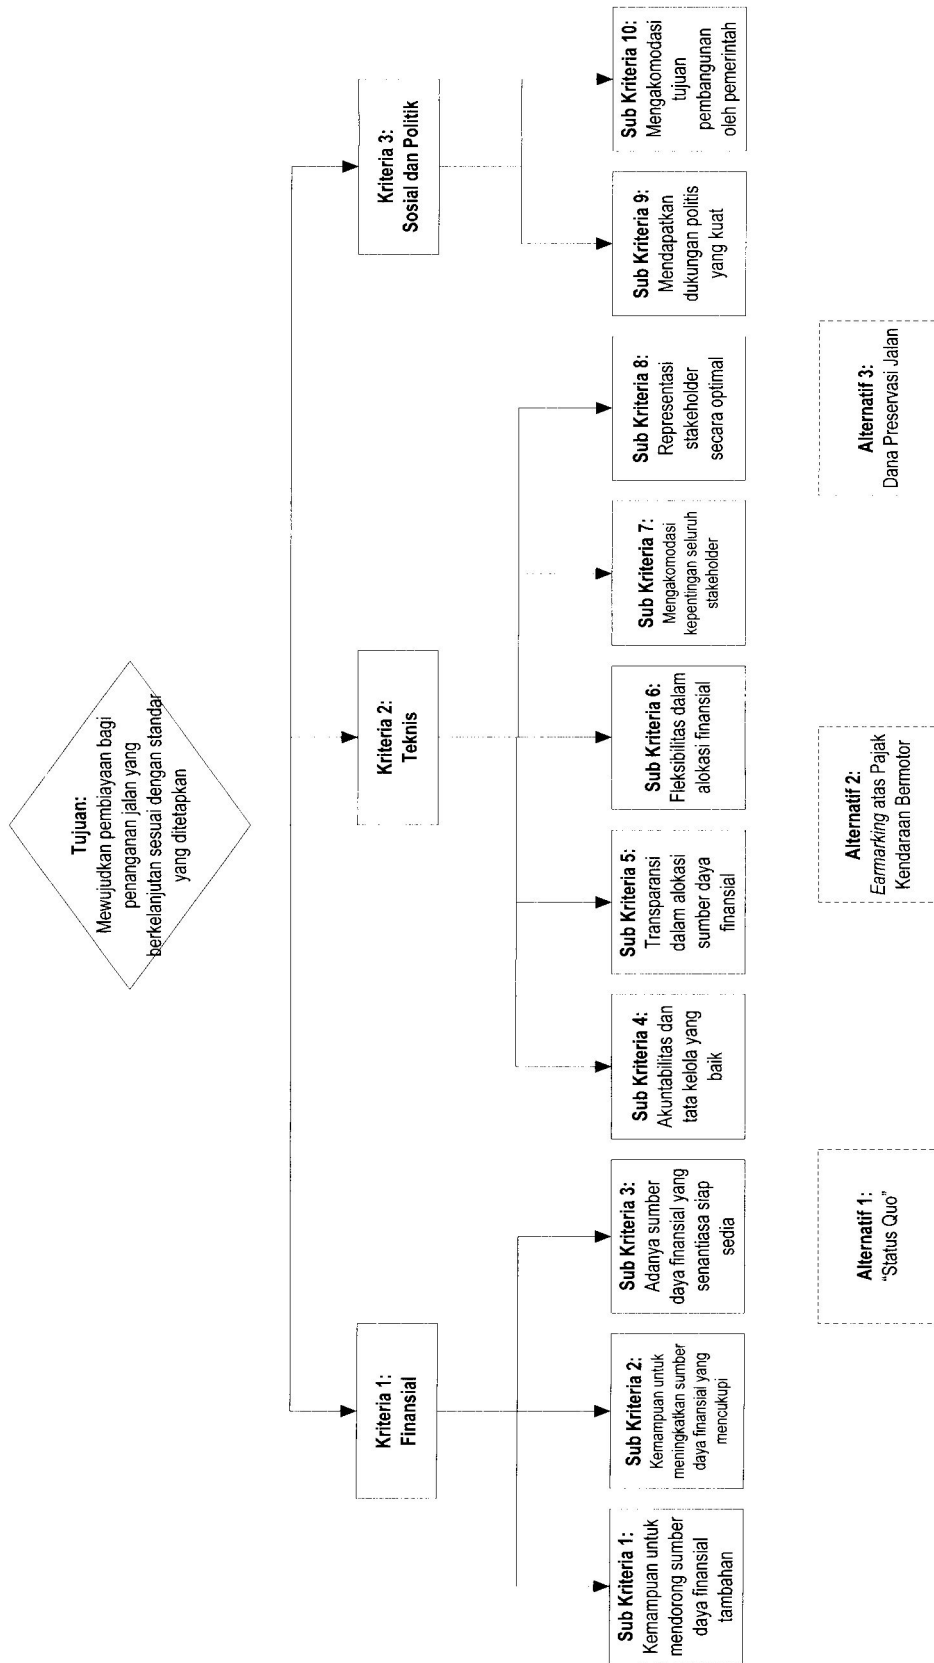 Tujuan:
Mewujudkan pembiayaan bagi
penanganan jalan yang
berkelanjutan sesuai dengan standar
yang ditetapkan
Kriteria 1:
Finansial
Kriteria 2:
Teknis
Kriteria 3:
Sosial dan Politik
Sub Kriteria 1:
Kemampuan untuk
mendorong sumber
daya finansial
tambahan
Sub Kriteria 2:
Kemampuan untuk
meningkatkan sumber
daya finansial yang
mencukupi
Sub Kriteria 3:
Adanya sumber
daya finansial yang
senantiasa siap
sedia
Sub Kriteria 4:
Akuntabilitas dan
tata kelola yang
baik
Sub Kriteria 5:
Transparansi
dalam alokasi
sumber daya
finansial
Sub Kriteria 6:
Fleksibilitas dalam
alokasi finansial
Sub Kriteria 7:
Mengakomodasi
kepentingan seluruh
stakeholder
Sub Kriteria 8:
Representasi
stakeholder
secara optimal
Sub Kriteria 9:
Mendapatkan
dukungan politis
yang kuat
Sub Kriteria 10:
Mengakomodasi
tujuan
pembangunan
oleh pemerintah
Alternatif 1:
"Status Quo"
Alternatif 2:
Earmarking atas Pajak
Kendaraan Bermotor
Alternatif 3:
Dana Preservasi Jalan